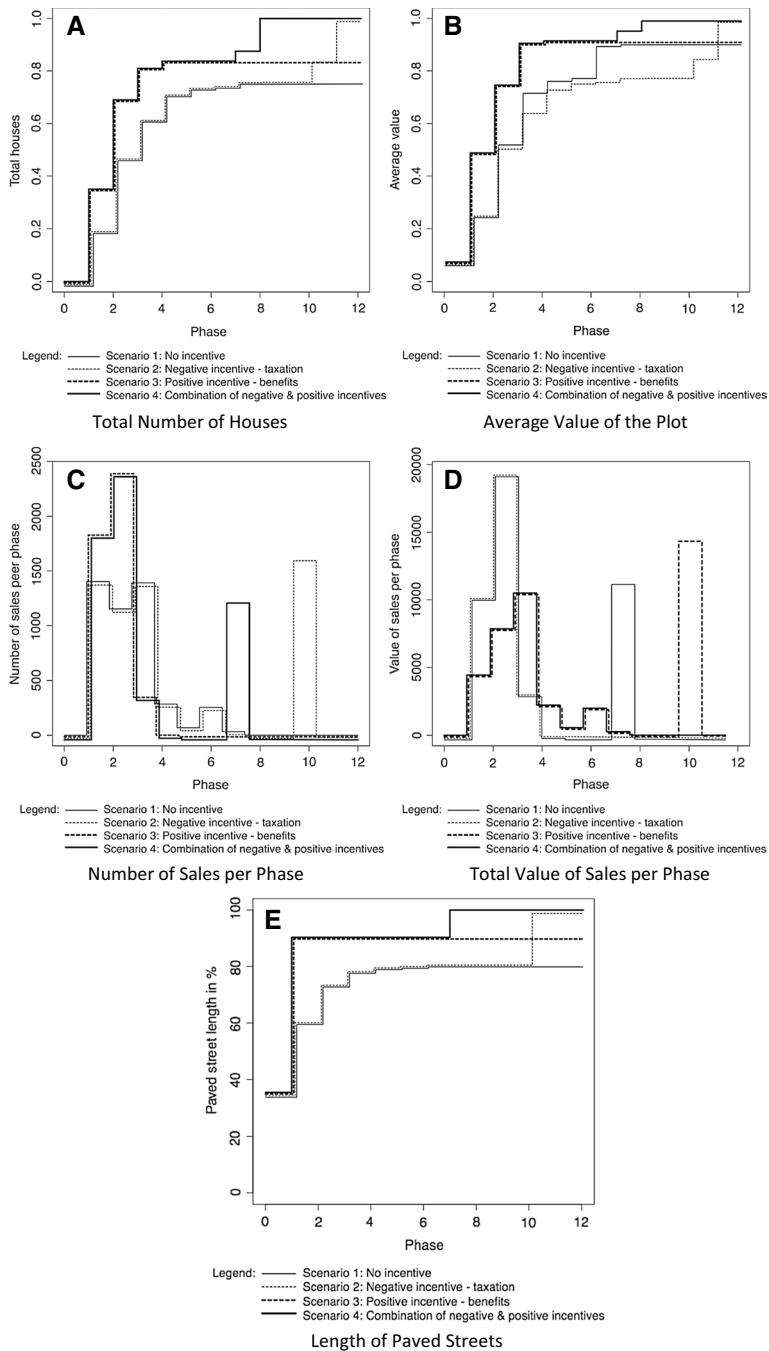 A
Total houses
0.0 0.2 0.4 0.6 0.8 1.0
0 2 4 6 8 10 12
Phase
Legend: Scenario 1: No incentive
Scenario 2: Negative incentive - taxation
Scenario 3: Positive incentive - benefits
Scenario 4: Combination of negative & positive incentives
Total Number of Houses
B
Average value
0.0 0.2 0.4 0.6 0.8 1.0
0 2 4 6 8 10 12
Phase
Legend: Scenario 1: No incentive
Scenario 2: Negative incentive - taxation
Scenario 3: Positive incentive - benefits
Scenario 4: Combination of negative & positive incentives
Average Value of the Plot
C
Number of sales peer phase
0 500 1000 1500 2000 2500
0 2 4 6 8 10 12
Phase
Legend: Scenario 1: No incentive
Scenario 2: Negative incentive - taxation
Scenario 3: Positive incentive - benefits
Scenario 4: Combination of negative & positive incentives
Number of Sales per Phase
D
Value of sales per phase
0 5000 10000 15000 20000
0 2 4 6 8 10 12
Phase
Legend: Scenario 1: No incentive
Scenario 2: Negative incentive - taxation
Scenario 3: Positive incentive - benefits
Scenario 4: Combination of negative & positive incentives
Total Value of Sales per Phase
E
Paved street length in %
0 20 40 60 80 100
0 2 4 6 8 10 12
Phase
Legend: Scenario 1: No incentive
Scenario 2: Negative incentive - taxation
Scenario 3: Positive incentive - benefits
Scenario 4: Combination of negative & positive incentives
Length of Paved Streets